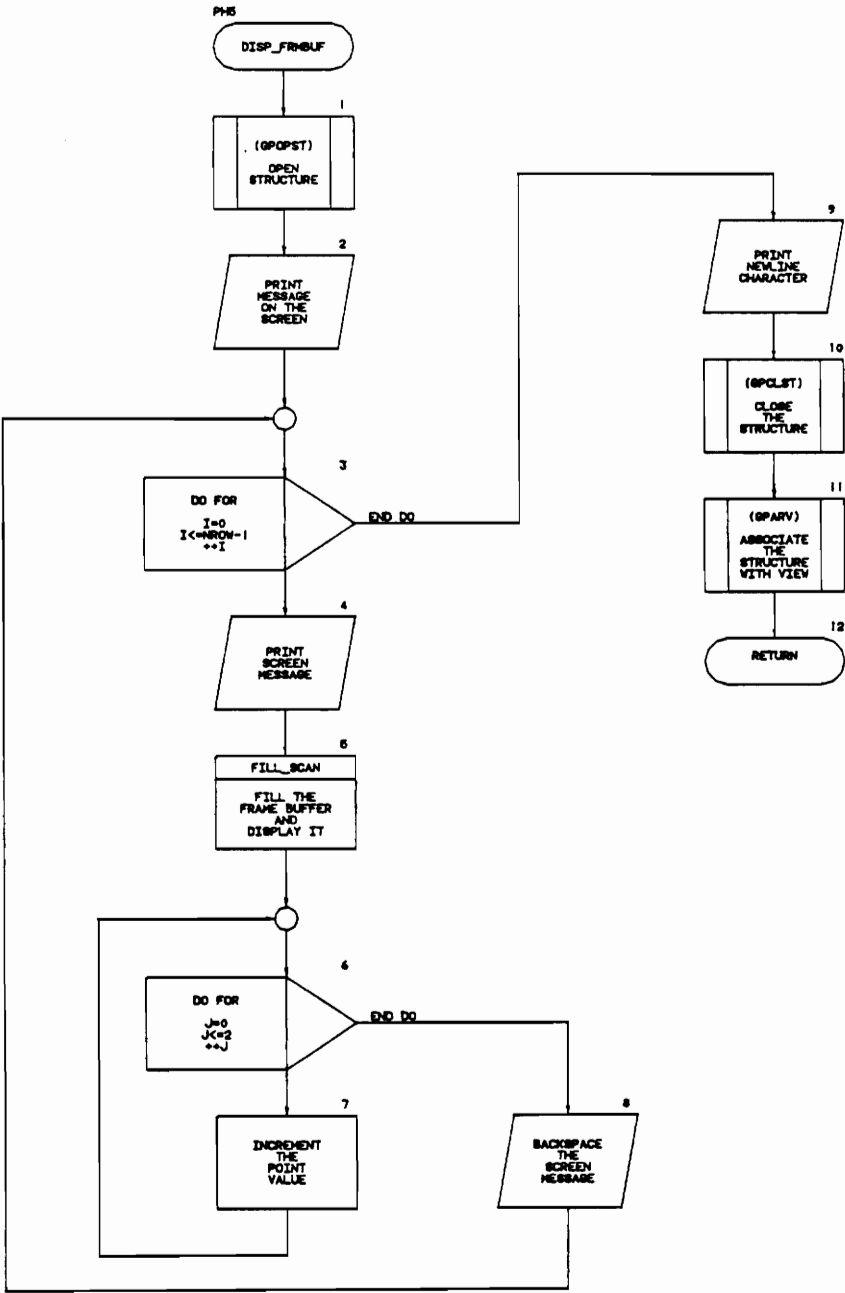 PH5
DISP_FRMBUF
1
(GPOPST)
OPEN
STRUCTURE
2
PRINT
MESSAGE
ON THE
SCREEN
3
DO FOR
I=0
I<=NROW-1
++I
END DO
4
PRINT
SCREEN
MESSAGE
5
FILL_SCAN
FILL THE
FRAME BUFFER
AND
DISPLAY IT
6
DO FOR
J=0
J<=2
++J
END DO
7
INCREMENT
THE
POINT
VALUE
8
BACKSPACE
THE
SCREEN
MESSAGE
9
PRINT
NEWLINE
CHARACTER
10
(GPCLST)
CLOSE
THE
STRUCTURE
11
(GPARV)
ASSOCIATE
THE
STRUCTURE
WITH VIEW
12
RETURN